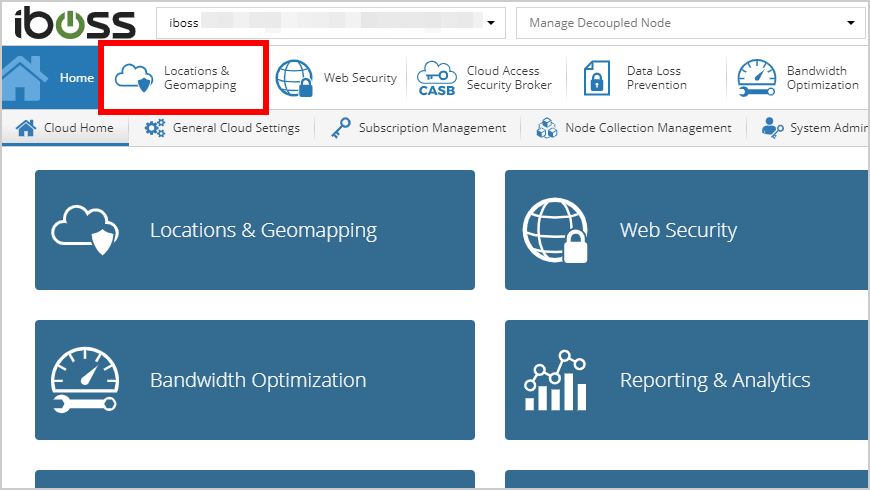 iboss
iboss
Manage Decoupled Node
Home
Locations &
Geomapping
Web Security
CASB
Cloud Access
Security Broker
Data Loss
Prevention
Bandwidth
Optimization
Cloud Home
General Cloud Settings
Subscription Management
Node Collection Management
System Admin
Locations & Geomapping
Web Security
Bandwidth Optimization
Reporting & Analytics